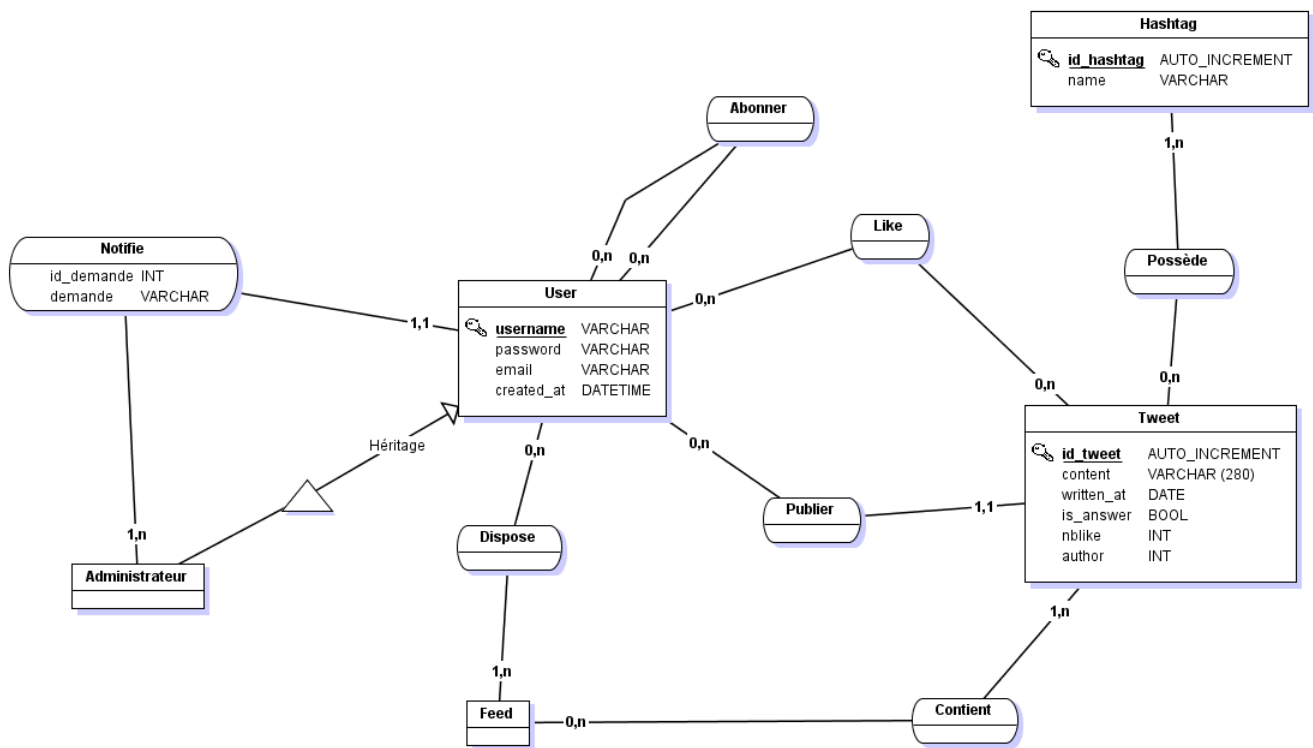 Hashtag
id_hashtag AUTO_INCREMENT
name VARCHAR
1,n
Abonner
0,n
0,n
Like
0,n
0,n
Possède
0,n
Notifie
id_demande INT
demande VARCHAR
1,1
1,n
User
username VARCHAR
password VARCHAR
email VARCHAR
created_at DATETIME
Héritage
0,n
0,n
Tweet
id_tweet AUTO_INCREMENT
content VARCHAR (280)
written_at DATE
is_answer BOOL
nblike INT
author INT
Publier
1,1
Dispose
Administrateur
1,n
1,n
Feed
0,n
Contient